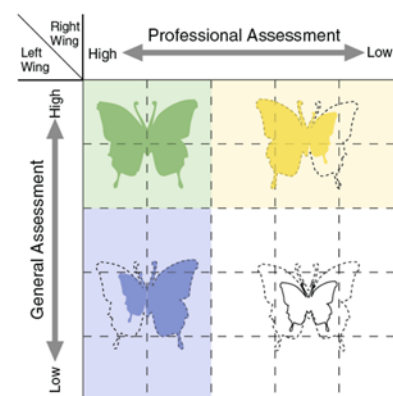 Right
Wing
Left
Wing
Professional Assessment
High
Low
General Assessment
High
Low